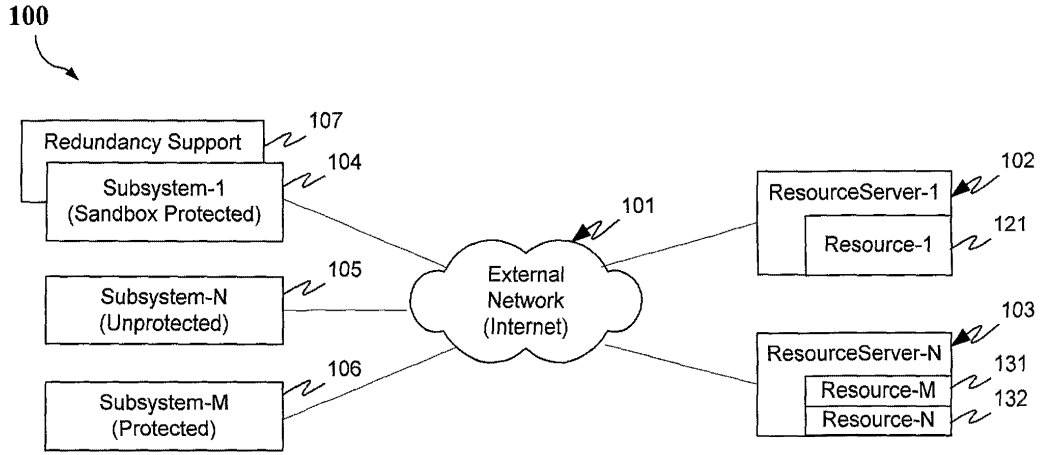 100
Redundancy Support
107
Subsystem-1
(Sandbox Protected)
104
Subsystem-N
(Unprotected)
105
Subsystem-M
(Protected)
106
External
Network
(Internet)
101
ResourceServer-1
102
Resource-1
121
ResourceServer-N
103
Resource-M
131
Resource-N
132